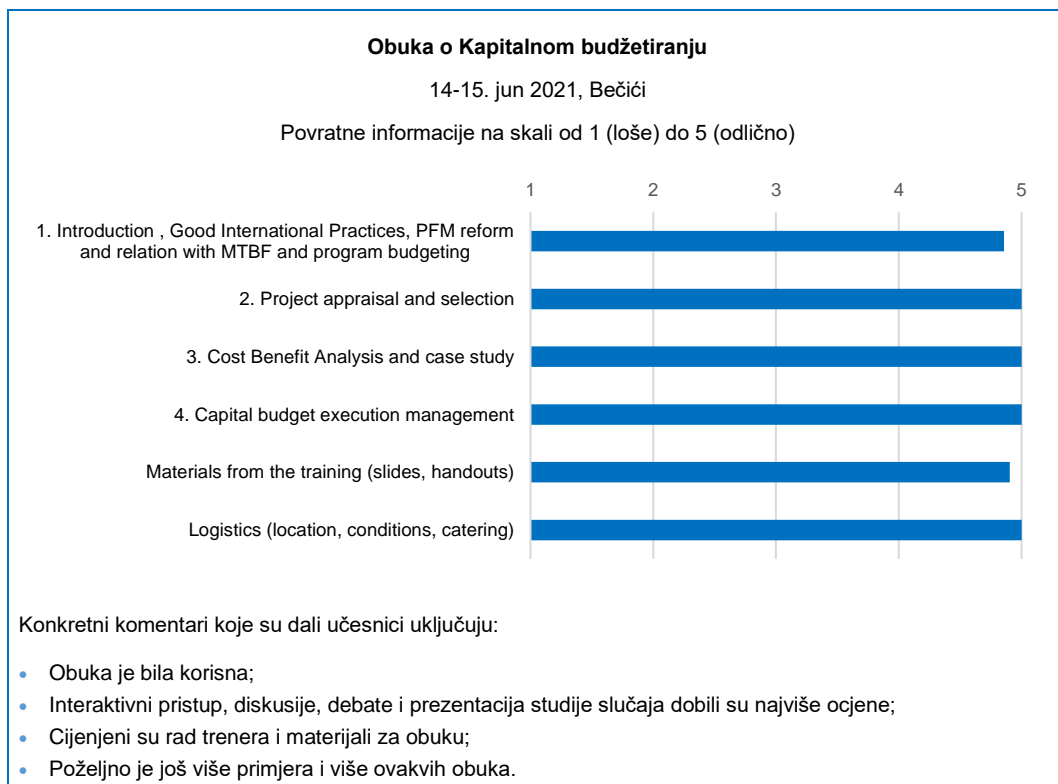 Obuka o Kapitalnom budžetiranju
14-15. jun 2021, Bečići
Povratne informacije na skali od 1 (loše) do 5 (odlično)
1 2 3 4 5
1. Introduction , Good International Practices, PFM reform
and relation with MTBF and program budgeting
2. Project appraisal and selection
3. Cost Benefit Analysis and case study
4. Capital budget execution management
Materials from the training (slides, handouts)
Logistics (location, conditions, catering)
Konkretni komentari koje su dali učesnici uključuju:
• Obuka je bila korisna;
• Interaktivni pristup, diskusije, debate i prezentacija studije slučaja dobili su najviše ocjene;
• Cijenjeni su rad trenera i materijali za obuku;
• Poželjno je još više primjera i više ovakvih obuka.